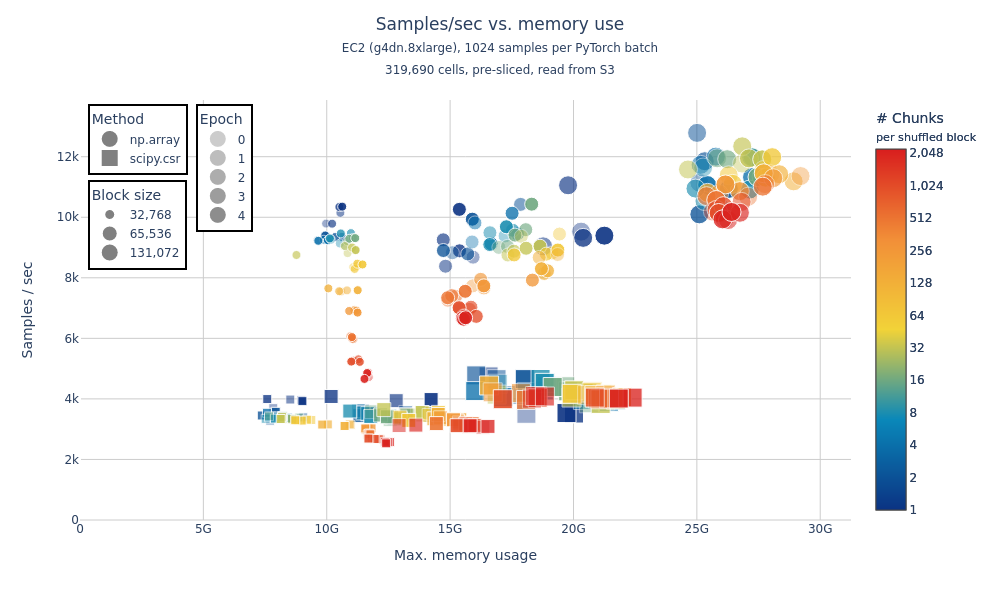 Samples/sec vs. memory use
EC2 (g4dn.8xlarge), 1024 samples per PyTorch batch
319,690 cells, pre-sliced, read from S3
Method
np.array
scipy.csr
Block size
32,768
65,536
131,072
Epoch
0
1
2
3
4
# Chunks
per shuffled block
2,048
1,024
512
256
128
64
32
16
8
4
2
1
Samples / sec
12k
10k
8k
6k
4k
2k
0
0
5G
10G
15G
20G
25G
30G
Max. memory usage